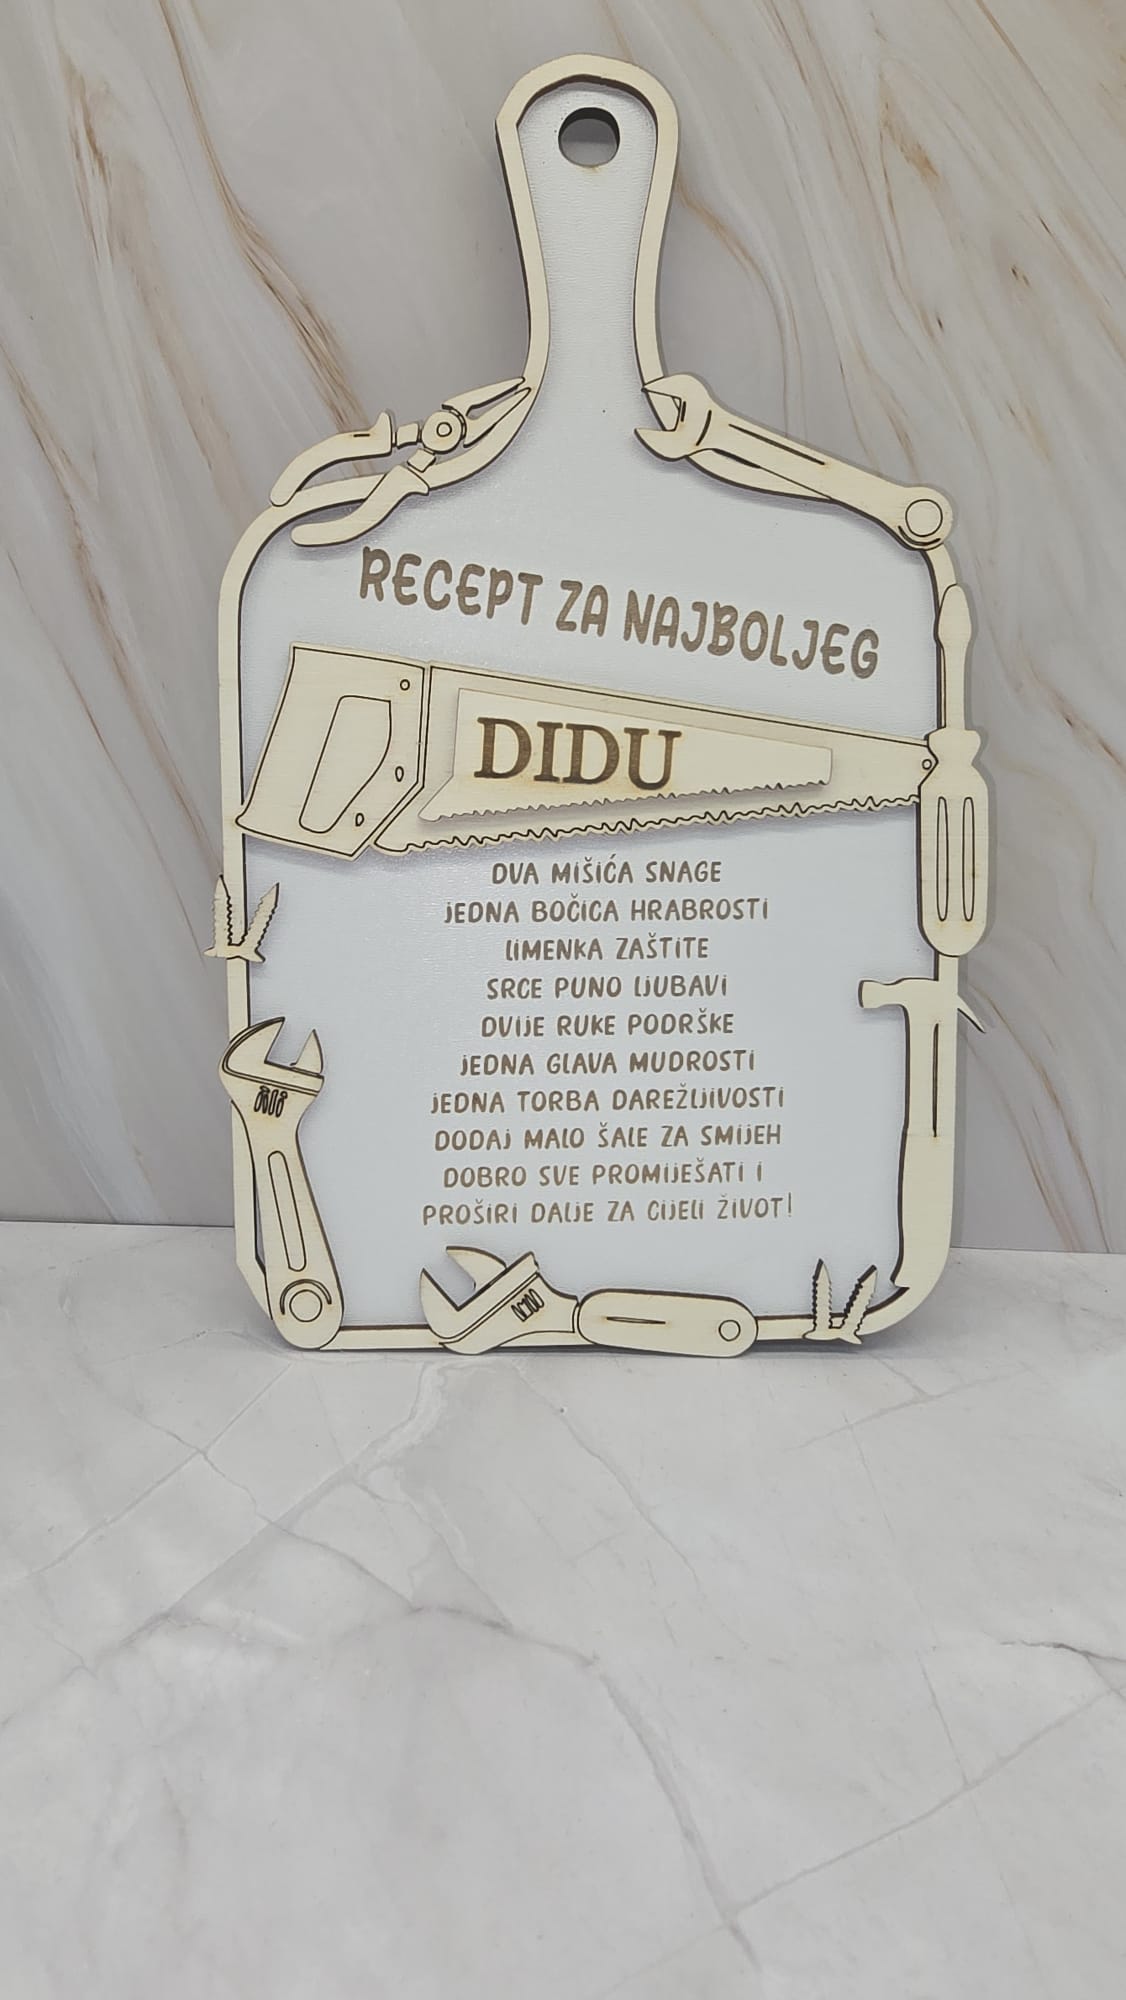 RECEPT ZA NAJBOLJEG
DIDU
DVA MIŠIĆA SNAGE
JEDNA BOČICA HRABROSTI
LIMENKA ZAŠTITE
SRCE PUNO LJUBAVI
DVIJE RUKE PODRŠKE
JEDNA GLAVA MUDROSTI
JEDNA TORBA DAREŽLJIVOSTI
DODAJ MALO ŠALE ZA SMIJEH
DOBRO SVE PROMIJEŠATI I
PROŠIRI DALJE ZA CIJELI ŽIVOT!